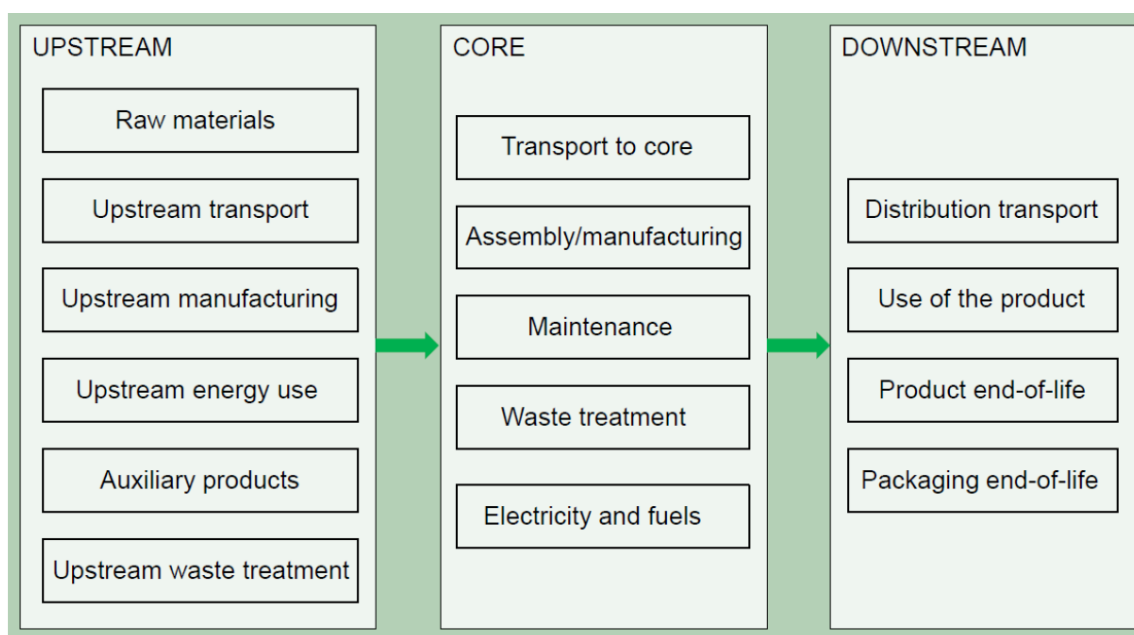 UPSTREAM
Raw materials
Upstream transport
Upstream manufacturing
Upstream energy use
Auxiliary products
Upstream waste treatment
CORE
Transport to core
Assembly/manufacturing
Maintenance
Waste treatment
Electricity and fuels
DOWNSTREAM
Distribution transport
Use of the product
Product end-of-life
Packaging end-of-life